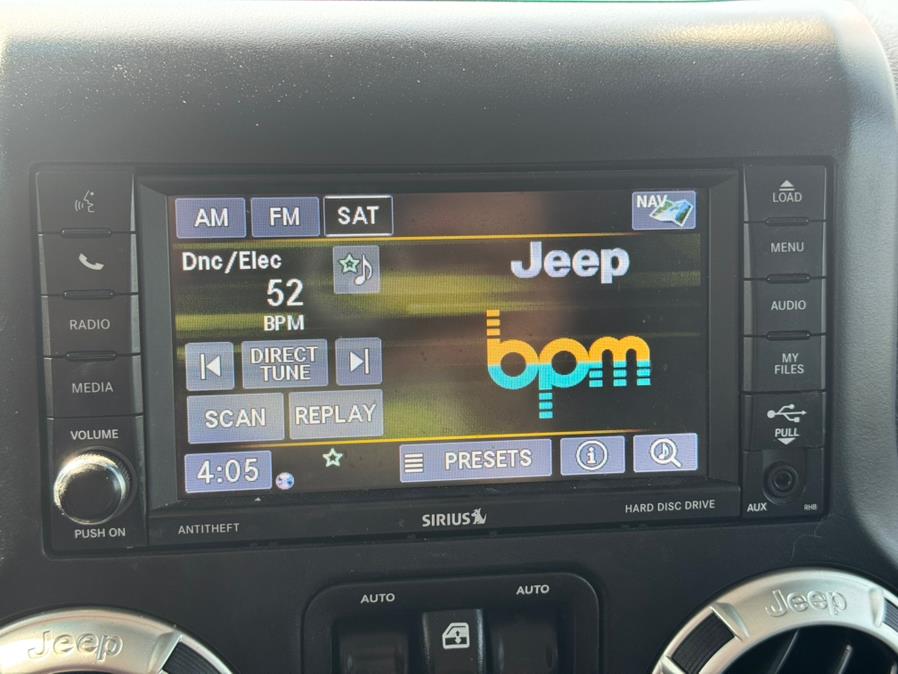 AM FM SAT NAV
Dnc/Elec
Jeep
52
BPM
bpm
DIRECT
TUNE
SCAN REPLAY
4:05 PRESETS i
RADIO
MEDIA
VOLUME
PUSH ON
LOAD
MENU
AUDIO
MY
FILES
PULL
AUX RHB
ANTITHEFT SIRIUS HARD DISC DRIVE
AUTO AUTO
Jeep Jeep